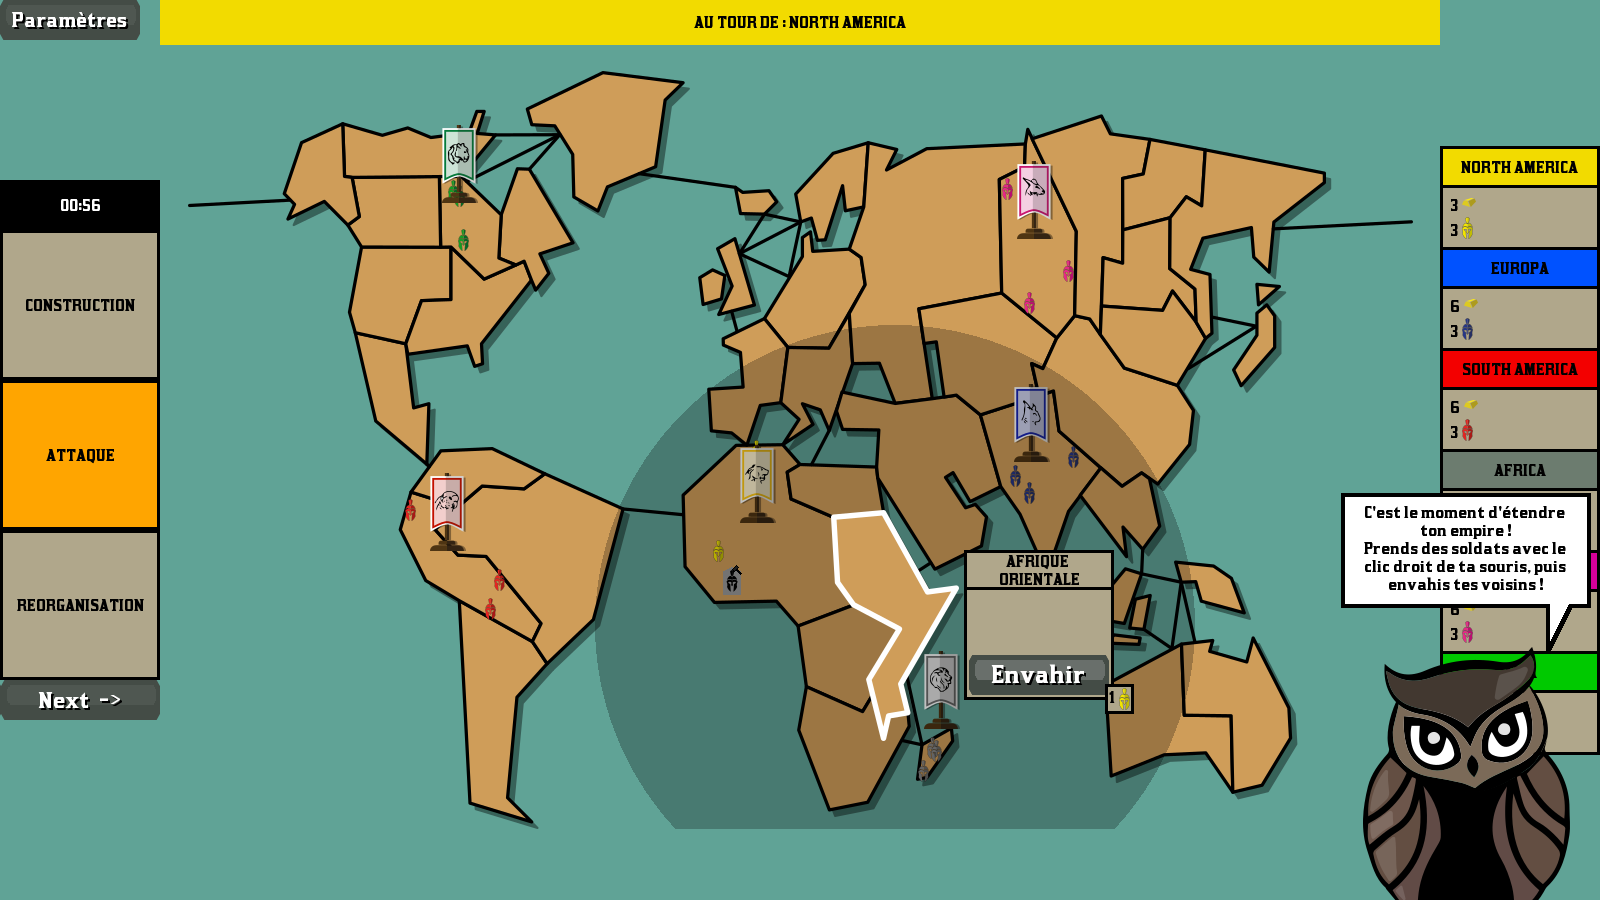 Paramètres
AU TOUR DE : NORTH AMERICA
00:56
CONSTRUCTION
ATTAQUE
REORGANISATION
Next ->
NORTH AMERICA
3
3
EUROPA
6
3
SOUTH AMERICA
6
3
AFRICA
C'est le moment d'étendre
ton empire !
Prends des soldats avec le
clic droit de ta souris, puis
envahis tes voisins !
6
3
AFRIQUE
ORIENTALE
Envahir
1